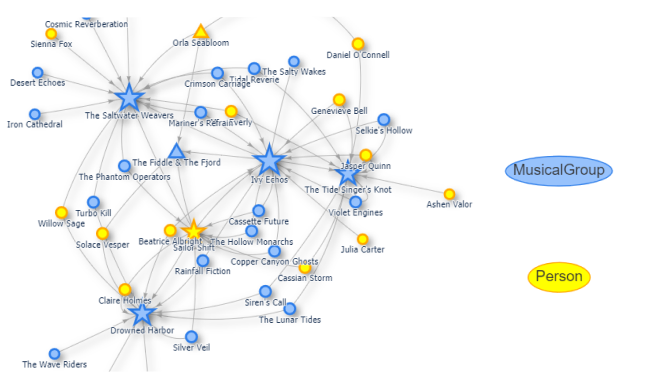 Cosmic Reverberation
Sienna Fox
Orla Seabloom
Daniel O'Connell
Desert Echoes
Crimson Carriage
Tidal Reverie
The Salty Wakes
Genevieve Bell
Iron Cathedral
The Saltwater Weavers
Mariner's Refrain
Everly
Selkie's Hollow
The Phantom Operators
The Fiddle & The Fjord
Ivy Echos
Jasper Quinn
The Tide Singer's Knot
MusicalGroup
Ashen Valor
Willow Sage
Turbo Kill
Cassette Future
Violet Engines
Solace Vesper
Beatrice Albright
Sailor Shift
The Hollow Monarchs
Julia Carter
Rainfall Fiction
Copper Canyon Ghosts
Cassian Storm
Person
Claire Holmes
Siren's Call
Drowned Harbor
The Lunar Tides
Silver Veil
The Wave Riders